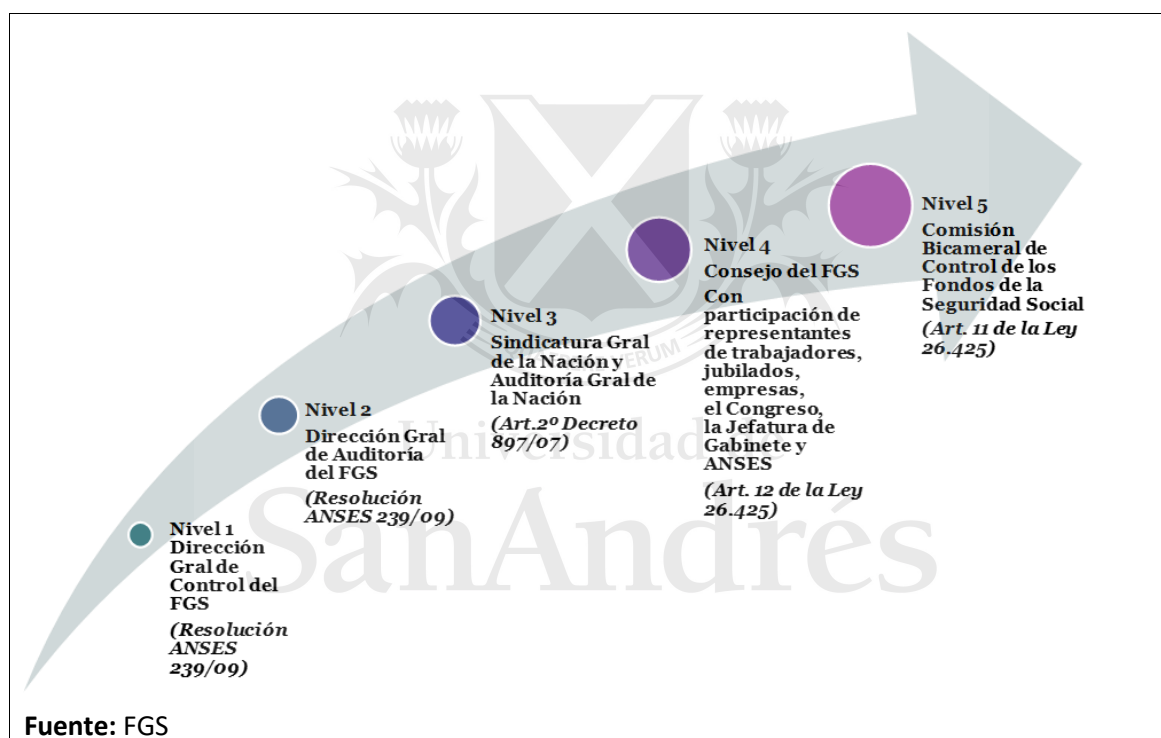 Nivel 1
Dirección
Gral de
Control del
FGS
(Resolución
ANSES
239/09)
Nivel 2
Dirección Gral
de Auditoría
del FGS
(Resolución
ANSES 239/09)
Nivel 3
Sindicatura Gral
de la Nación y
Auditoría Gral de
la Nación
(Art.2º Decreto
897/07)
Nivel 4
Consejo del FGS
Con
participación de
representantes
de trabajadores,
jubilados,
empresas,
el Congreso,
la Jefatura de
Gabinete y
ANSES
(Art. 12 de la Ley
26.425)
Nivel 5
Comisión
Bicameral de
Control de los
Fondos de la
Seguridad Social
(Art. 11 de la Ley
26.425)
VERUM
Universidad de
SanAndrés
Fuente: FGS